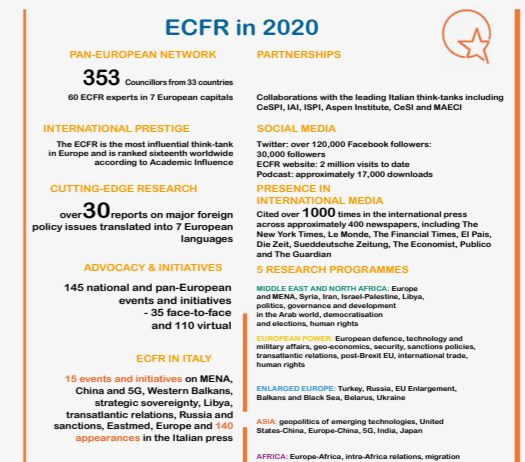 ECFR in 2020
PAN-EUROPEAN NETWORK
353 Councillors from 33 countries
60 ECFR experts in 7 European capitals
INTERNATIONAL PRESTIGE
The ECFR is the most influential think-tank
in Europe and is ranked sixteenth worldwide
according to Academic Influence
CUTTING-EDGE RESEARCH
over 30 reports on major foreign
policy issues translated into 7 European
languages
ADVOCACY & INITIATIVES
145 national and pan-European
events and initiatives
- 35 face-to-face
and 110 virtual
ECFR IN ITALY
15 events and initiatives on MENA,
China and 5G, Western Balkans,
strategic sovereignty, Libya,
transatlantic relations, Russia and
sanctions, Eastmed, Europe and 140
appearances in the Italian press
PARTNERSHIPS
Collaborations with the leading Italian think-tanks including
CeSPI, IAI, ISPI, Aspen Institute, CeSI and MAECI
SOCIAL MEDIA
Twitter: over 120,000 Facebook followers:
30,000 followers
ECFR website: 2 million visits to date
Podcast: approximately 17,000 downloads
PRESENCE IN
INTERNATIONAL MEDIA
Cited over 1000 times in the international press
across approximately 400 newspapers, including The
New York Times, Le Monde, The Financial Times, El Pais,
Die Zeit, Sueddeutsche Zeitung, The Economist, Publico
and The Guardian
5 RESEARCH PROGRAMMES
MIDDLE EAST AND NORTH AFRICA: Europe
and MENA, Syria, Iran, Israel-Palestine, Libya,
politics, governance and development
in the Arab world, democratisation
and elections, human rights
EUROPEAN POWER: European defence, technology and
military affairs, geo-economics, security, sanctions policies,
transatlantic relations, post-Brexit EU, international trade,
human rights
ENLARGED EUROPE: Turkey, Russia, EU Enlargement,
Balkans and Black Sea, Belarus, Ukraine
ASIA: geopolitics of emerging technologies, United
States-China, Europe-China, 5G, India, Japan
AFRICA: Europe-Africa, intra-Africa relations, migration